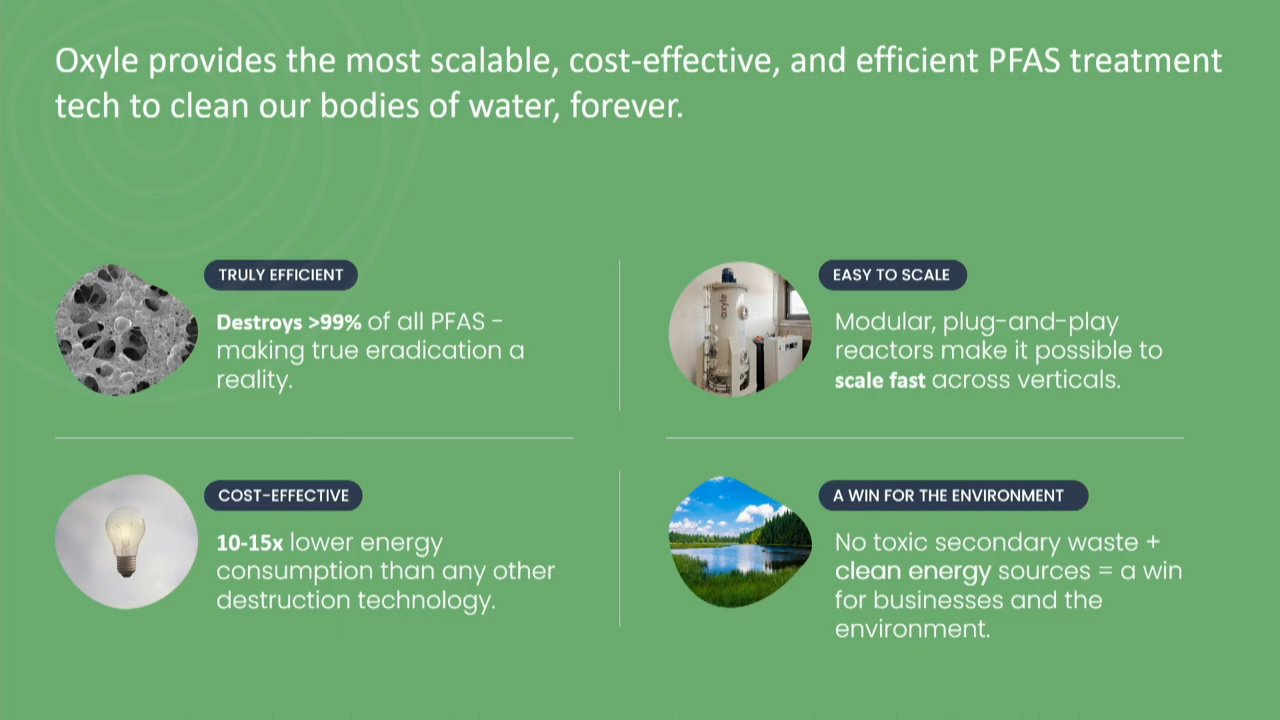 Oxyle provides the most scalable, cost-effective, and efficient PFAS treatment
tech to clean our bodies of water, forever.
TRULY EFFICIENT
Destroys >99% of all PFAS -
making true eradication a
reality.
oxyle
EASY TO SCALE
Modular, plug-and-play
reactors make it possible to
scale fast across verticals.
COST-EFFECTIVE
10-15x lower energy
consumption than any other
destruction technology.
A WIN FOR THE ENVIRONMENT
No toxic secondary waste +
clean energy sources = a win
for businesses and the
environment.